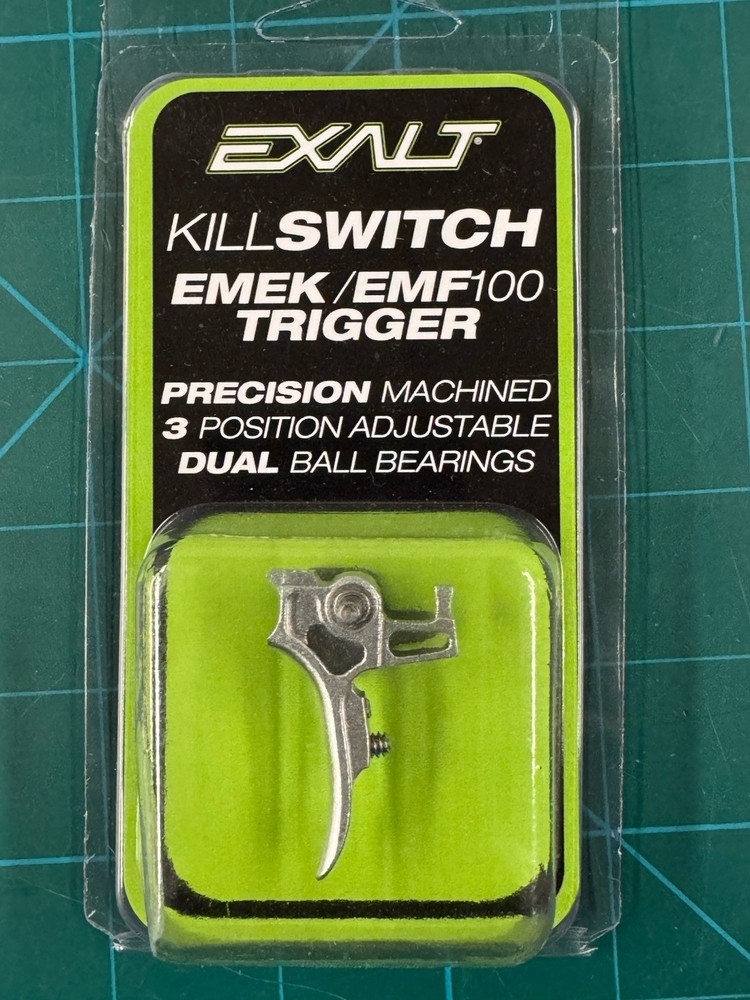 EXALT
KILLSWITCH
EMEK/EMF100
TRIGGER
PRECISION MACHINED
3 POSITION ADJUSTABLE
DUAL BALL BEARINGS